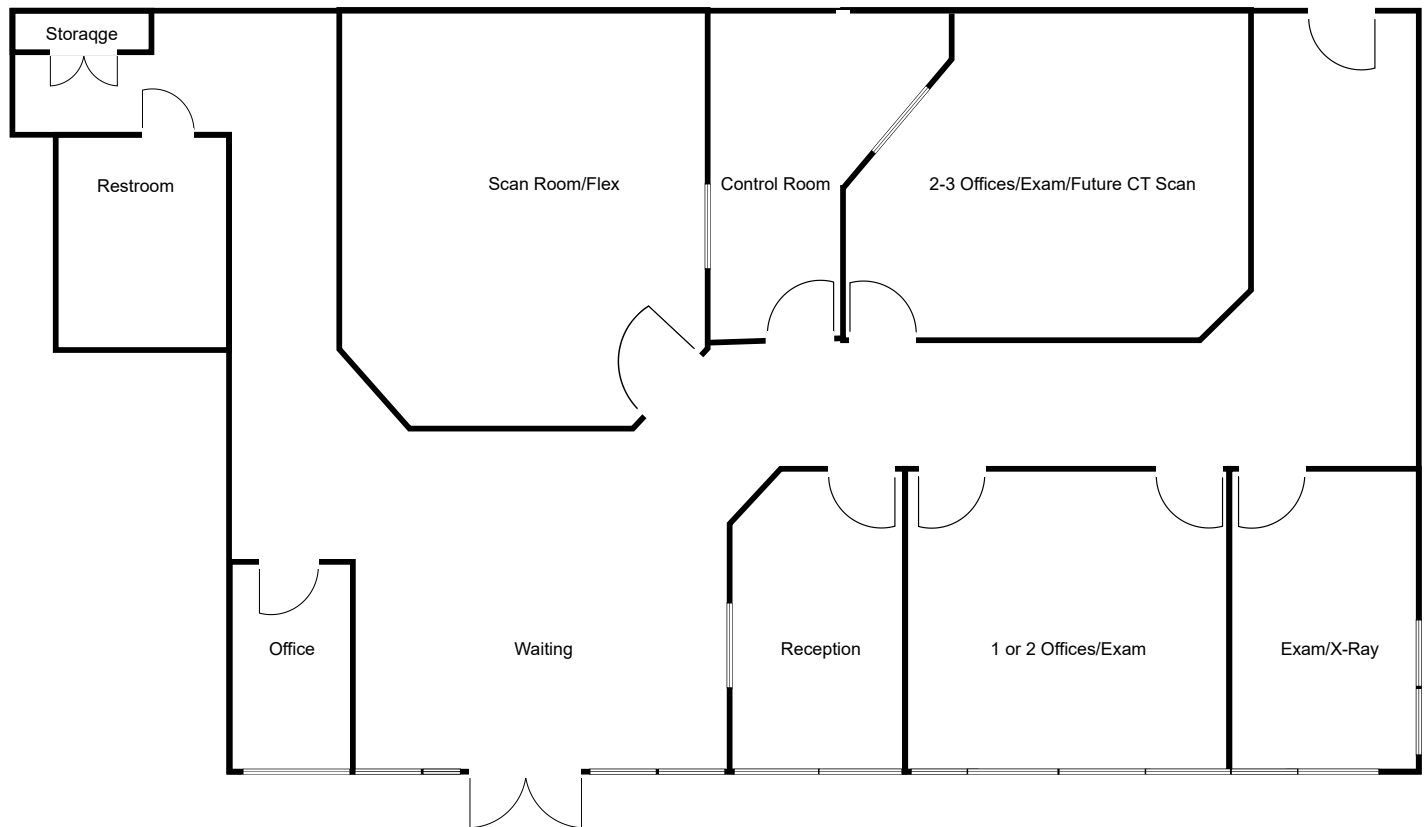 Storaqge
Restroom
Scan Room/Flex
Control Room
2-3 Offices/Exam/Future CT Scan
Office
Waiting
Reception
1 or 2 Offices/Exam
Exam/X-Ray